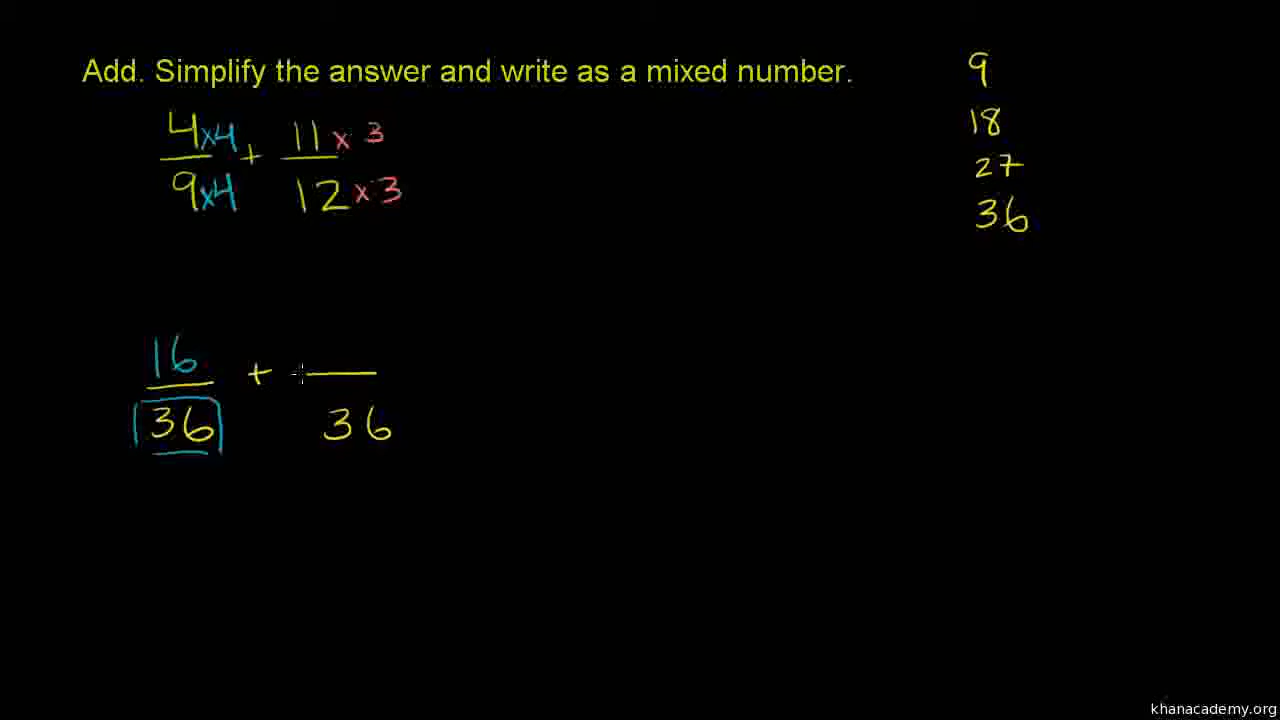 Add. Simplify the answer and write as a mixed number.
4x4 + 11 x 3
9x4 12 x 3
9
18
27
36
16 +
36 36
khanacademy.org